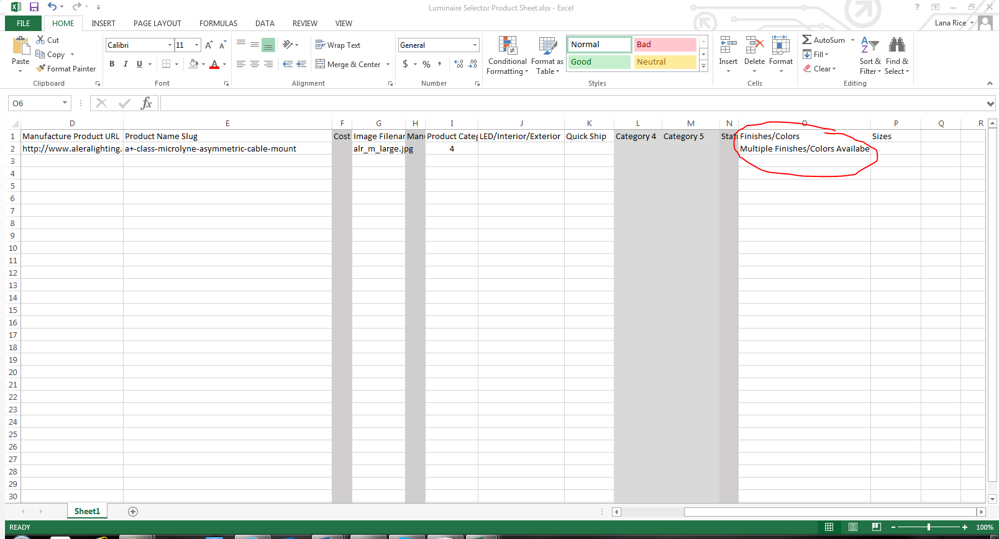 Luminaire Selector Product Sheet.xlsx - Excel
FILE HOME INSERT PAGE LAYOUT FORMULAS DATA REVIEW VIEW Lana Rice
Paste
Cut
Copy
Format Painter
Clipboard
Calibri 11
B I U
Font
Wrap Text
Merge & Center
Alignment
General
$ % ,
Number
Conditional Formatting
Format as Table
Normal Bad
Good Neutral
Styles
Insert Delete Format
Cells
AutoSum
Fill
Clear
Sort & Filter
Find & Select
Editing
O6 fx
D E F G H I J K L M N O P Q R
1 Manufacture Product URL Product Name Slug Cost Image Filenar Manu Product Categ LED/Interior/Exterior Quick Ship Category 4 Category 5 Statu Finishes/Colors Sizes
2 http://www.aleralighting. a+-class-microlyne-asymmetric-cable-mount alr_m_large.jpg 4 Multiple Finishes/Colors Availabe
3
4
5
6
7
8
9
10
11
12
13
14
15
16
17
18
19
20
21
22
23
24
25
26
27
28
29
30
Sheet1
READY 100%